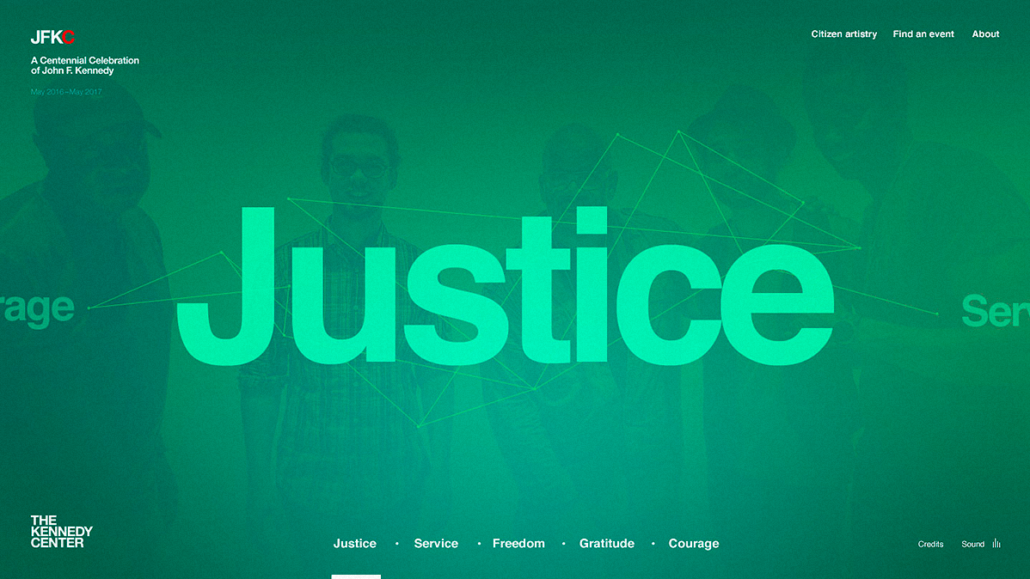 JFKC
A Centennial Celebration
of John F. Kennedy
May 2016–May 2017
Citizen artistry Find an event About
rage
Justice
Serv
THE
KENNEDY
CENTER
Justice • Service • Freedom • Gratitude • Courage
Credits Sound